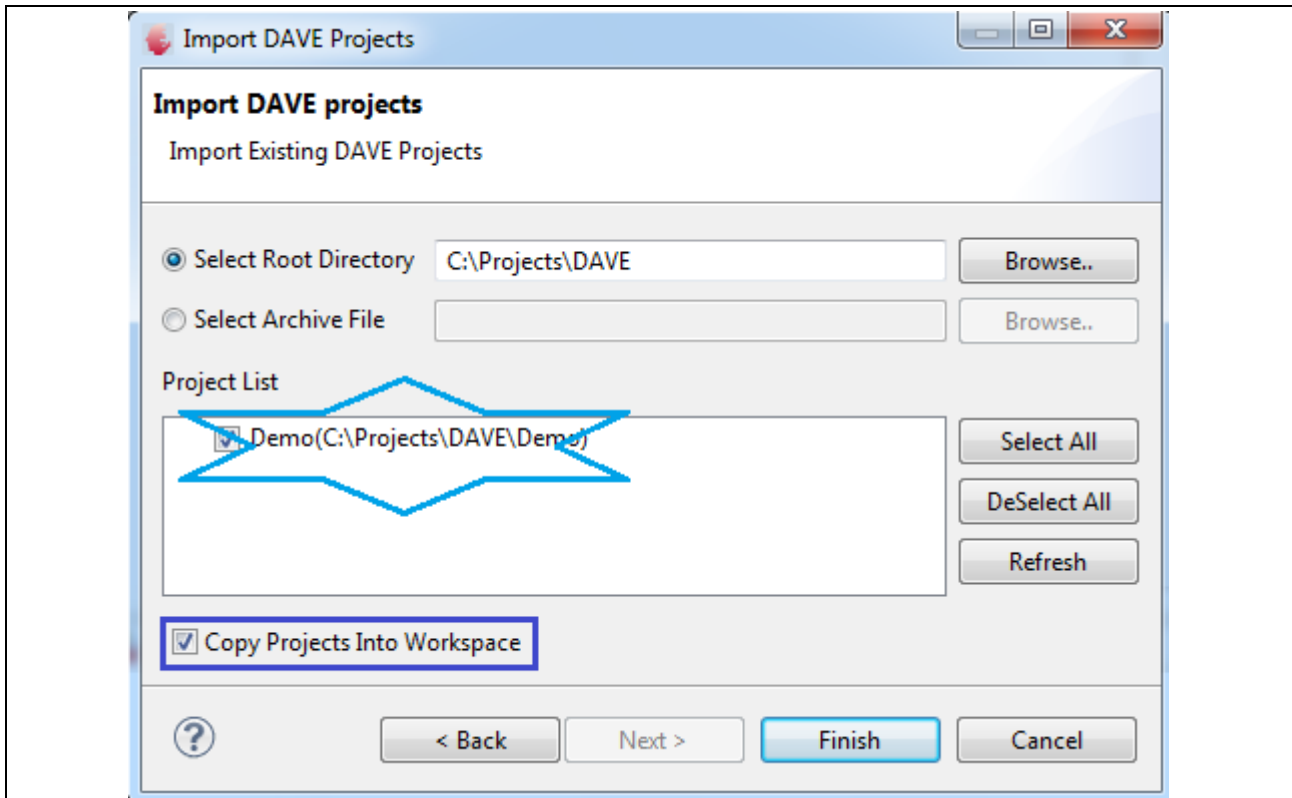 Import DAVE Projects
Import DAVE projects
Import Existing DAVE Projects
Select Root Directory C:\Projects\DAVE Browse..
Select Archive File Browse..
Project List
Demo(C:\Projects\DAVE\Demo)
Select All
DeSelect All
Refresh
Copy Projects Into Workspace
? < Back Next > Finish Cancel